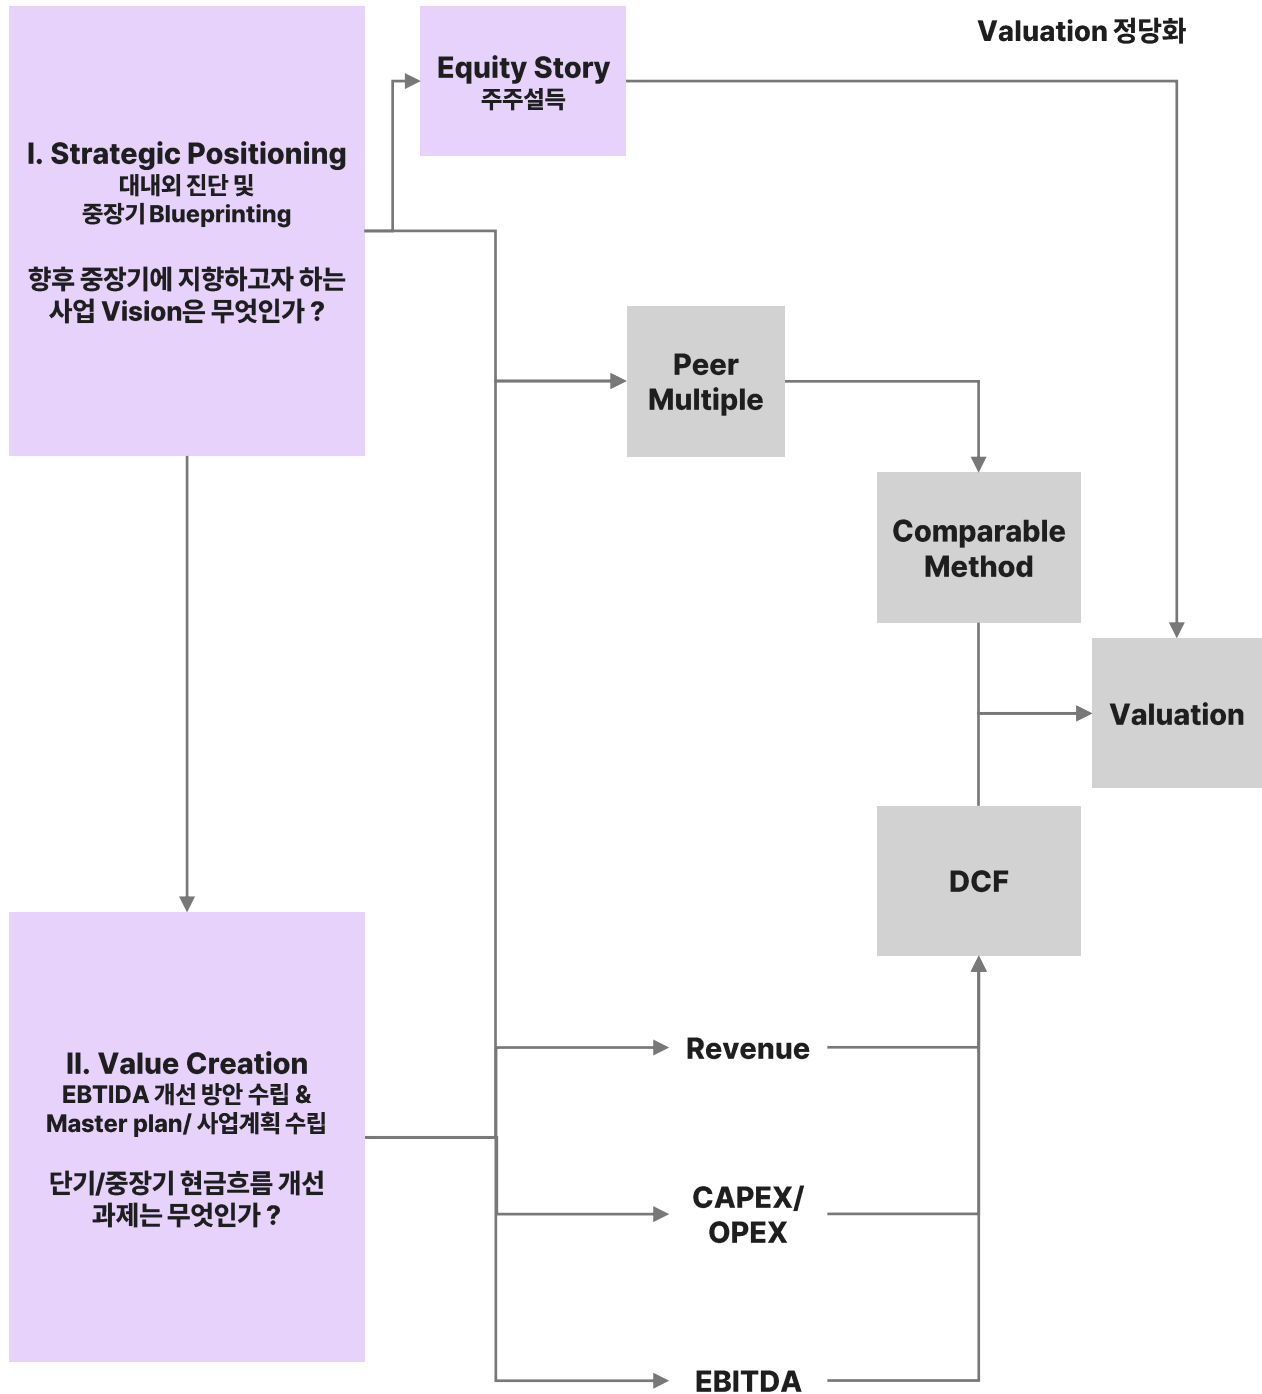 Valuation 정당화
Equity Story
주주설득
I. Strategic Positioning
대내외 진단 및
중장기 Blueprinting
향후 중장기에 지향하고자 하는
사업 Vision은 무엇인가 ?
Peer
Multiple
Comparable
Method
Valuation
DCF
II. Value Creation
EBTIDA 개선 방안 수립 &
Master plan/ 사업계획 수립
단기/중장기 현금흐름 개선
과제는 무엇인가 ?
Revenue
CAPEX/
OPEX
EBITDA